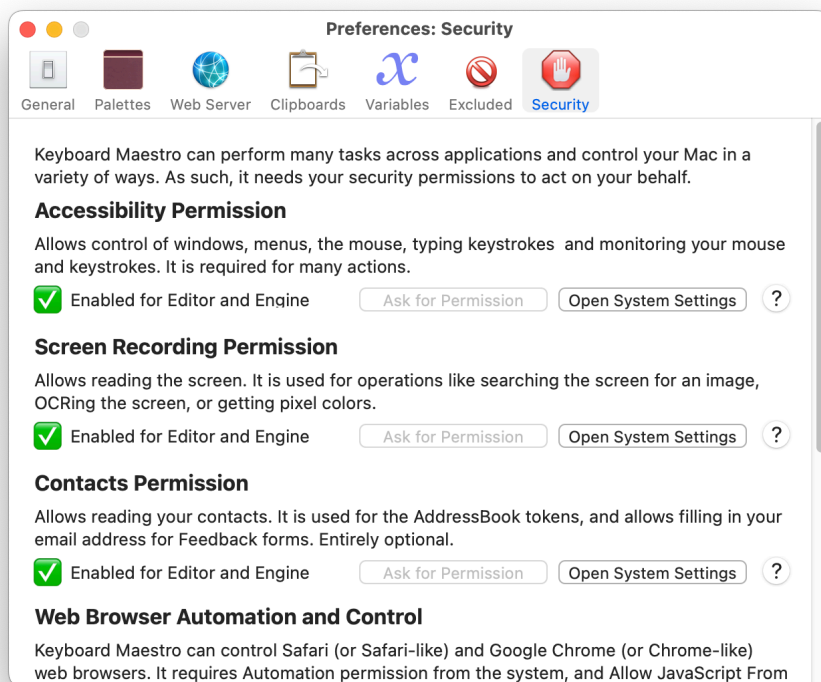 Preferences: Security
General Palettes Web Server Clipboards Variables Excluded Security
Keyboard Maestro can perform many tasks across applications and control your Mac in a
variety of ways. As such, it needs your security permissions to act on your behalf.
Accessibility Permission
Allows control of windows, menus, the mouse, typing keystrokes  and monitoring your mouse
and keystrokes. It is required for many actions.
Enabled for Editor and Engine Ask for Permission Open System Settings ?
Screen Recording Permission
Allows reading the screen. It is used for operations like searching the screen for an image,
OCRing the screen, or getting pixel colors.
Enabled for Editor and Engine Ask for Permission Open System Settings ?
Contacts Permission
Allows reading your contacts. It is used for the AddressBook tokens, and allows filling in your
email address for Feedback forms. Entirely optional.
Enabled for Editor and Engine Ask for Permission Open System Settings ?
Web Browser Automation and Control
Keyboard Maestro can control Safari (or Safari-like) and Google Chrome (or Chrome-like)
web browsers. It requires Automation permission from the system, and Allow JavaScript From